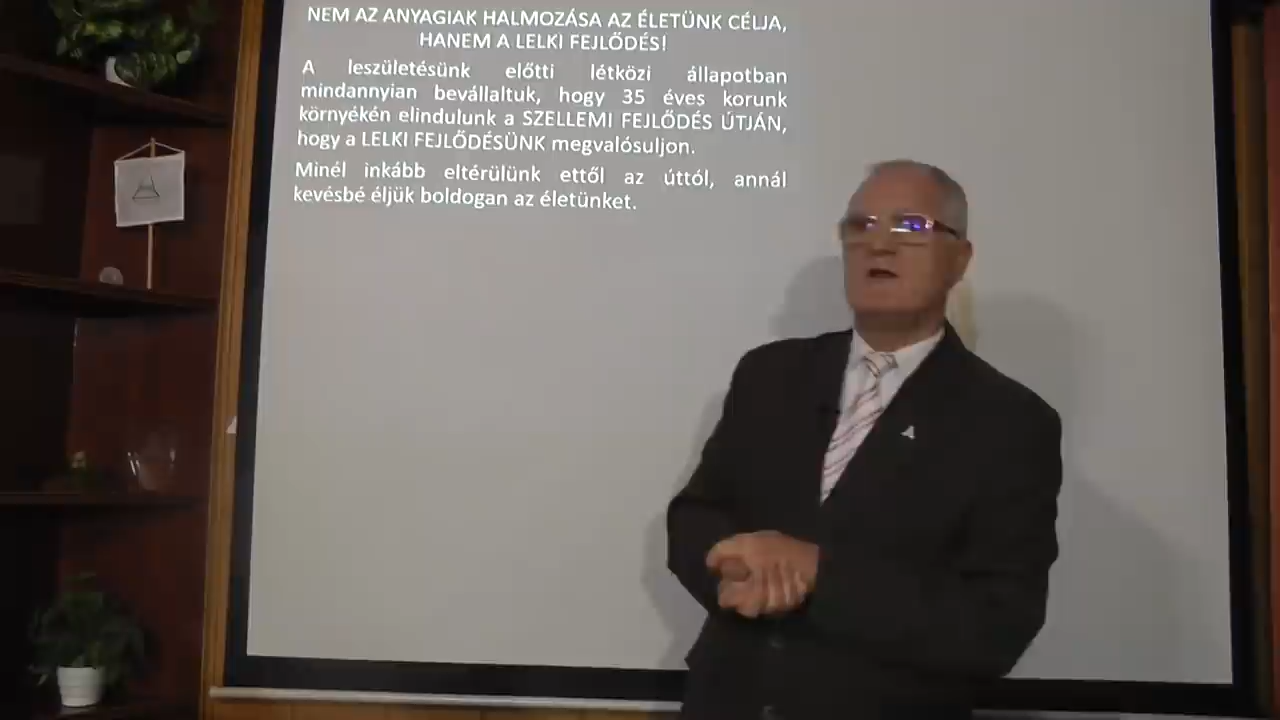 NEM AZ ANYAGIAK HALMOZÁSA AZ ÉLETÜNK CÉLJA,
HANEM A LELKI FEJLŐDÉS!
A leszületésünk előtti létközi állapotban
mindannyian bevállaltuk, hogy 35 éves korunk
környékén elindulunk a SZELLEMI FEJLŐDÉS ÚTJÁN,
hogy a LELKI FEJLŐDÉSÜNK megvalósuljon.
Minél inkább eltérülünk ettől az úttól, annál
kevésbé éljük boldogan az életünket.